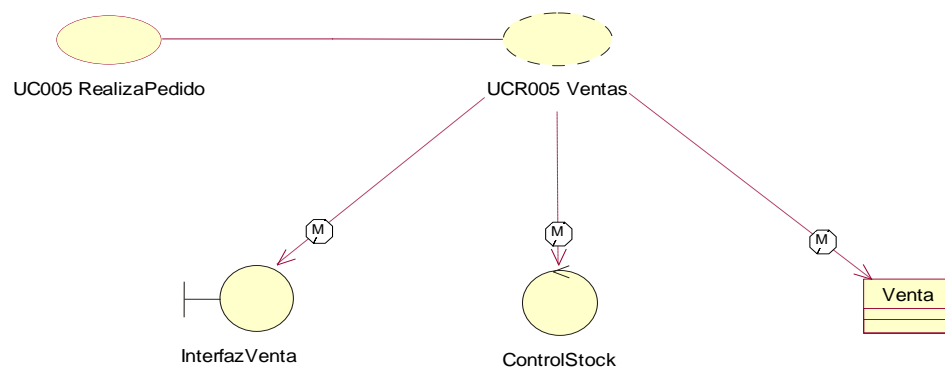 UC005 RealizaPedido
UCR005 Ventas
M
M
M
Venta
InterfazVenta
ControlStock